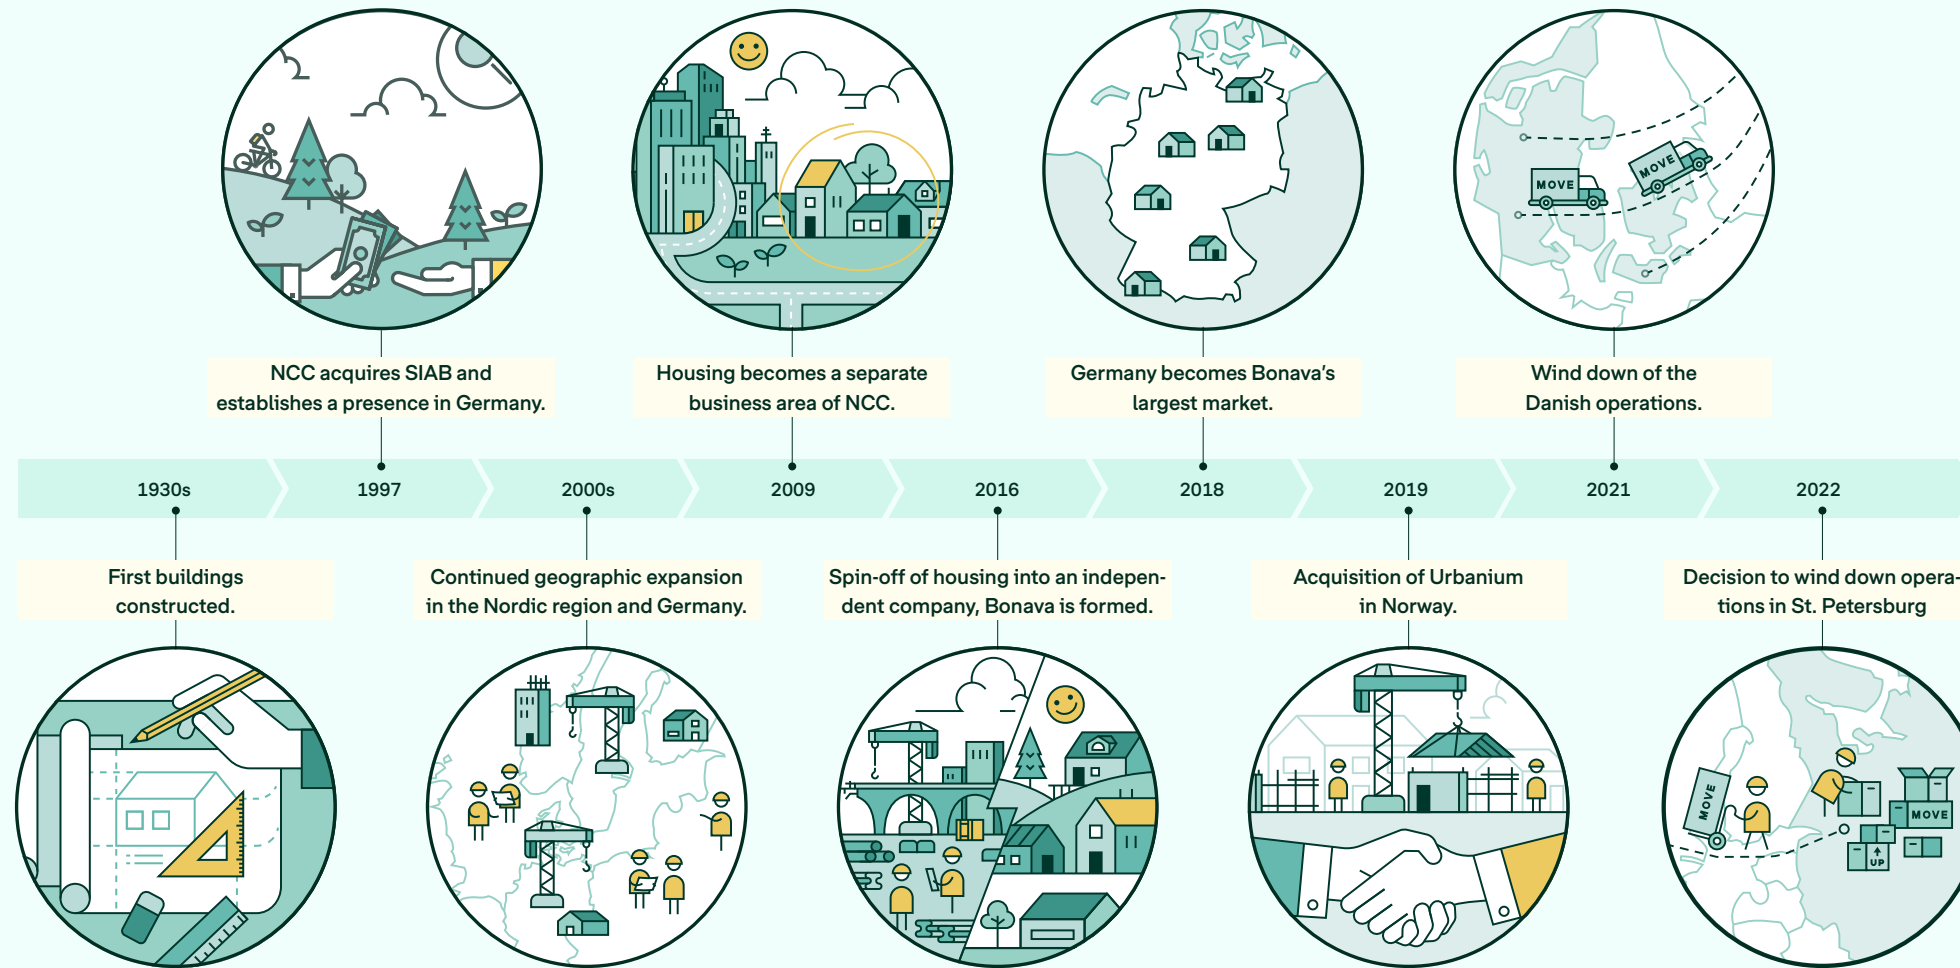 NCC acquires SIAB and
establishes a presence in Germany.
Housing becomes a separate
business area of NCC.
Germany becomes Bonava's
largest market.
MOVE
MOVE
Wind down of the
Danish operations.
1930s
1997
2000s
2009
2016
2018
2019
2021
2022
First buildings
constructed.
Continued geographic expansion
in the Nordic region and Germany.
Spin-off of housing into an indepen-
dent company, Bonava is formed.
Acquisition of Urbanium
in Norway.
Decision to wind down opera-
tions in St. Petersburg
MOVE
MOVE
UP